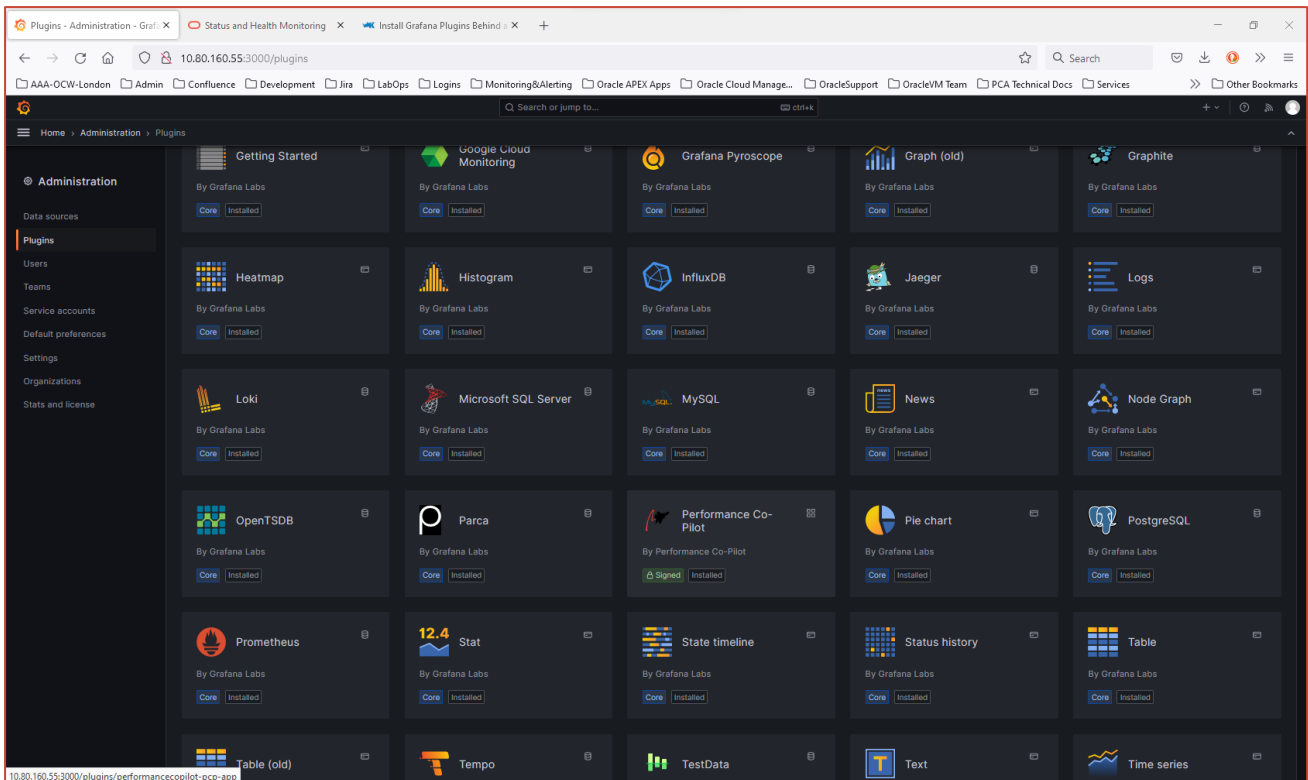 Plugins - Administration - Graf
Status and Health Monitoring
Install Grafana Plugins Behind a
10.80.160.55:3000/plugins
Search
AAA-OCW-London Admin Confluence Development Jira LabOps Logins Monitoring&Alerting Oracle APEX Apps Oracle Cloud Manage... OracleSupport OracleVM Team PCA Technical Docs Services Other Bookmarks
Search or jump to... ctrl+k
Home › Administration › Plugins
Administration
Data sources
Plugins
Users
Teams
Service accounts
Default preferences
Settings
Organizations
Stats and license
Getting Started
By Grafana Labs
Core Installed
Google Cloud
Monitoring
By Grafana Labs
Core Installed
Grafana Pyroscope
By Grafana Labs
Core Installed
Graph (old)
By Grafana Labs
Core Installed
Graphite
By Grafana Labs
Core Installed
Heatmap
By Grafana Labs
Core Installed
Histogram
By Grafana Labs
Core Installed
InfluxDB
By Grafana Labs
Core Installed
Jaeger
By Grafana Labs
Core Installed
Logs
By Grafana Labs
Core Installed
Loki
By Grafana Labs
Core Installed
Microsoft SQL Server
By Grafana Labs
Core Installed
MySQL
MySQL
By Grafana Labs
Core Installed
news
News
By Grafana Labs
Core Installed
Node Graph
By Grafana Labs
Core Installed
OpenTSDB
By Grafana Labs
Core Installed
Parca
By Grafana Labs
Core Installed
Performance Co-
Pilot
By Performance Co-Pilot
Signed Installed
Pie chart
By Grafana Labs
Core Installed
PostgreSQL
By Grafana Labs
Core Installed
Prometheus
By Grafana Labs
Core Installed
12.4
Stat
By Grafana Labs
Core Installed
State timeline
By Grafana Labs
Core Installed
Status history
By Grafana Labs
Core Installed
Table
By Grafana Labs
Core Installed
Table (old)
Tempo
TestData
T
Text
Time series
10.80.160.55:3000/plugins/performancecopilot-pcp-app